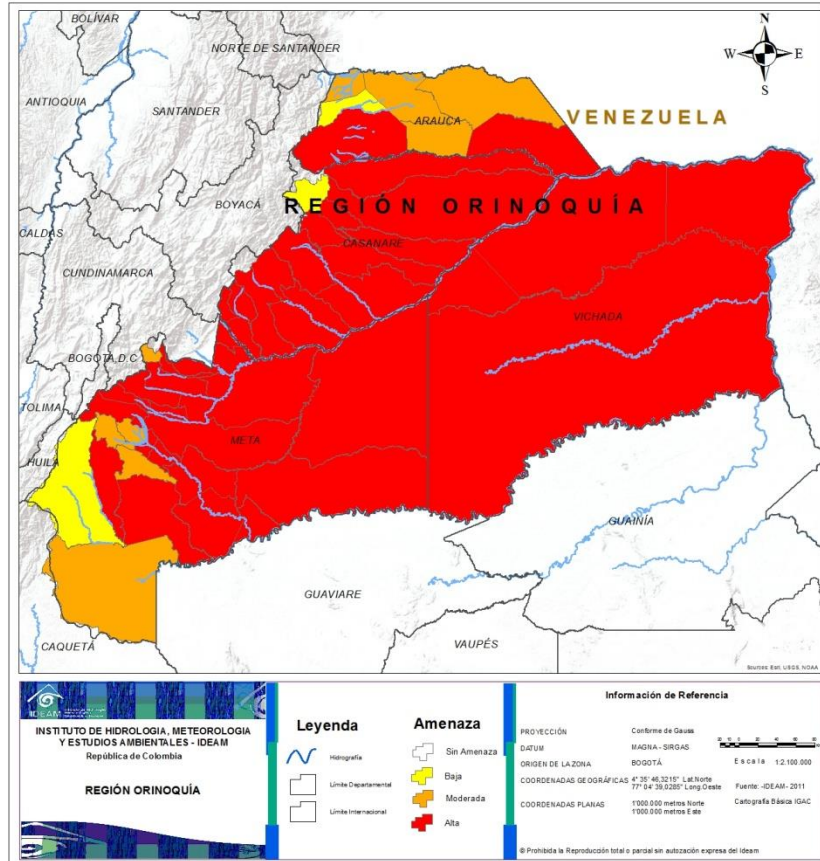 BOLÍVAR
NORTE DE SANTANDER
N
W E
S
ANTIOQUIA
SANTANDER
ARAUCA
VENEZUELA
BOYACÁ
REGIÓN ORINOQUÍA
CALDAS
CASANARE
CUNDINAMARCA
VICHADA
BOGOTÁ D.C
TOLIMA
META
HUILA
GUAINÍA
GUAVIARE
CAQUETÁ
VAUPÉS
Sources: Esri, USGS, NOAA
IDEAM
INSTITUTO DE HIDROLOGIA, METEOROLOGIA
Y ESTUDIOS AMBIENTALES - IDEAM
República de Colombia
REGIÓN ORINOQUÍA
Leyenda
Hidrografía
Límite Departamental
Límite Internacional
Amenaza
Sin Amenaza
Baja
Moderada
Alta
Información de Referencia
PROYECCIÓN Conforme de Gauss
DATUM MAGNA - SIRGAS
ORIGEN DE LA ZONA BOGOTÁ
COORDENADAS GEOGRÁFICAS 4° 35' 46,3215" Lat.Norte
77° 04' 39,0285" Long.Oeste
COORDENADAS PLANAS 1'000.000 metros Norte
1'000.000 metros Este
Escala 1:2.100.000
Fuente: -IDEAM- 2011
Cartografía Básica IGAC
© Prohibida la Reproducción total o parcial sin autozación expresa del Ideam